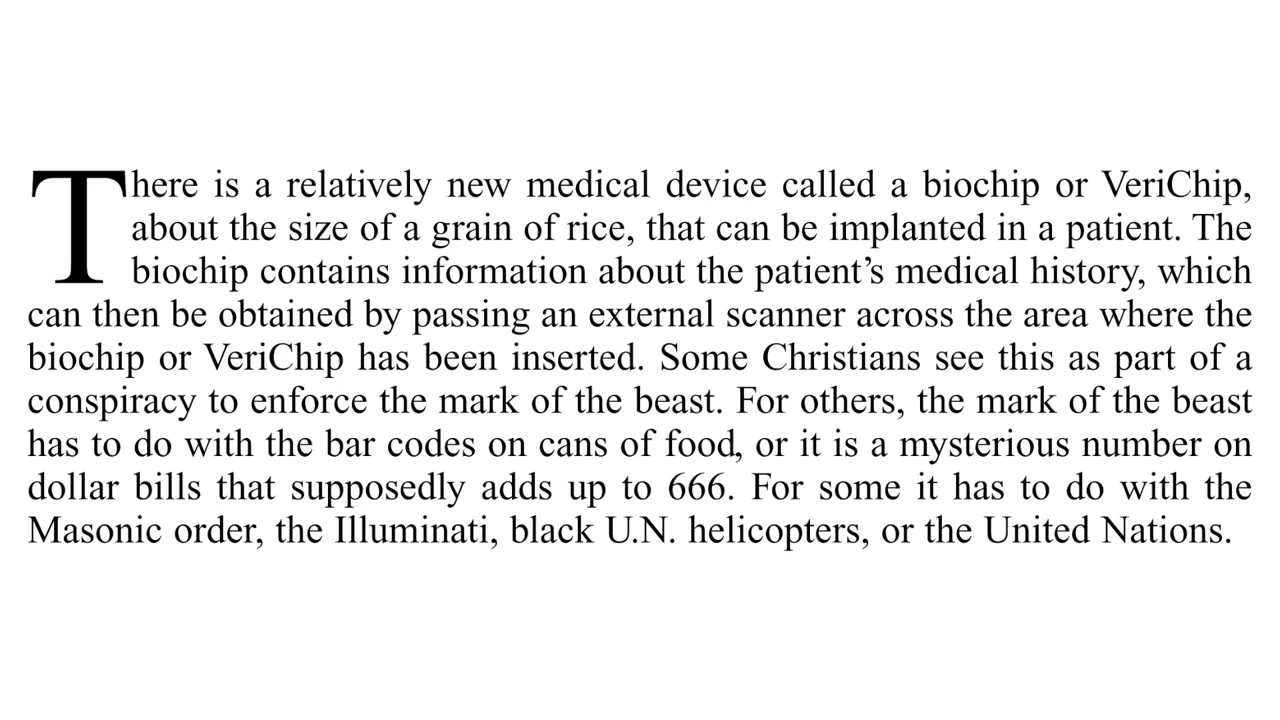 There is a relatively new medical device called a biochip or VeriChip,
about the size of a grain of rice, that can be implanted in a patient. The
biochip contains information about the patient’s medical history, which
can then be obtained by passing an external scanner across the area where the
biochip or VeriChip has been inserted. Some Christians see this as part of a
conspiracy to enforce the mark of the beast. For others, the mark of the beast
has to do with the bar codes on cans of food, or it is a mysterious number on
dollar bills that supposedly adds up to 666. For some it has to do with the
Masonic order, the Illuminati, black U.N. helicopters, or the United Nations.